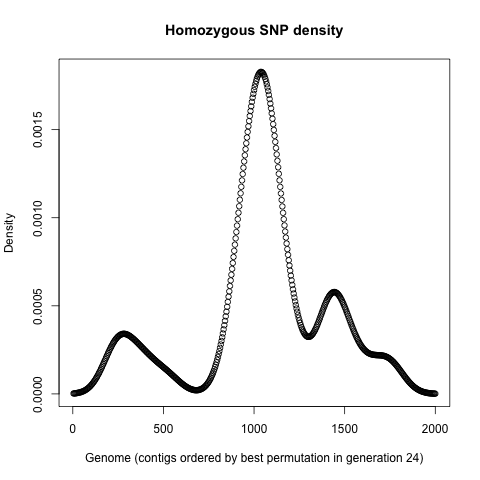 Homozygous SNP density
Density
0.0015
0.0010
0.0005
0.0000
0 500 1000 1500 2000
Genome (contigs ordered by best permutation in generation 24)